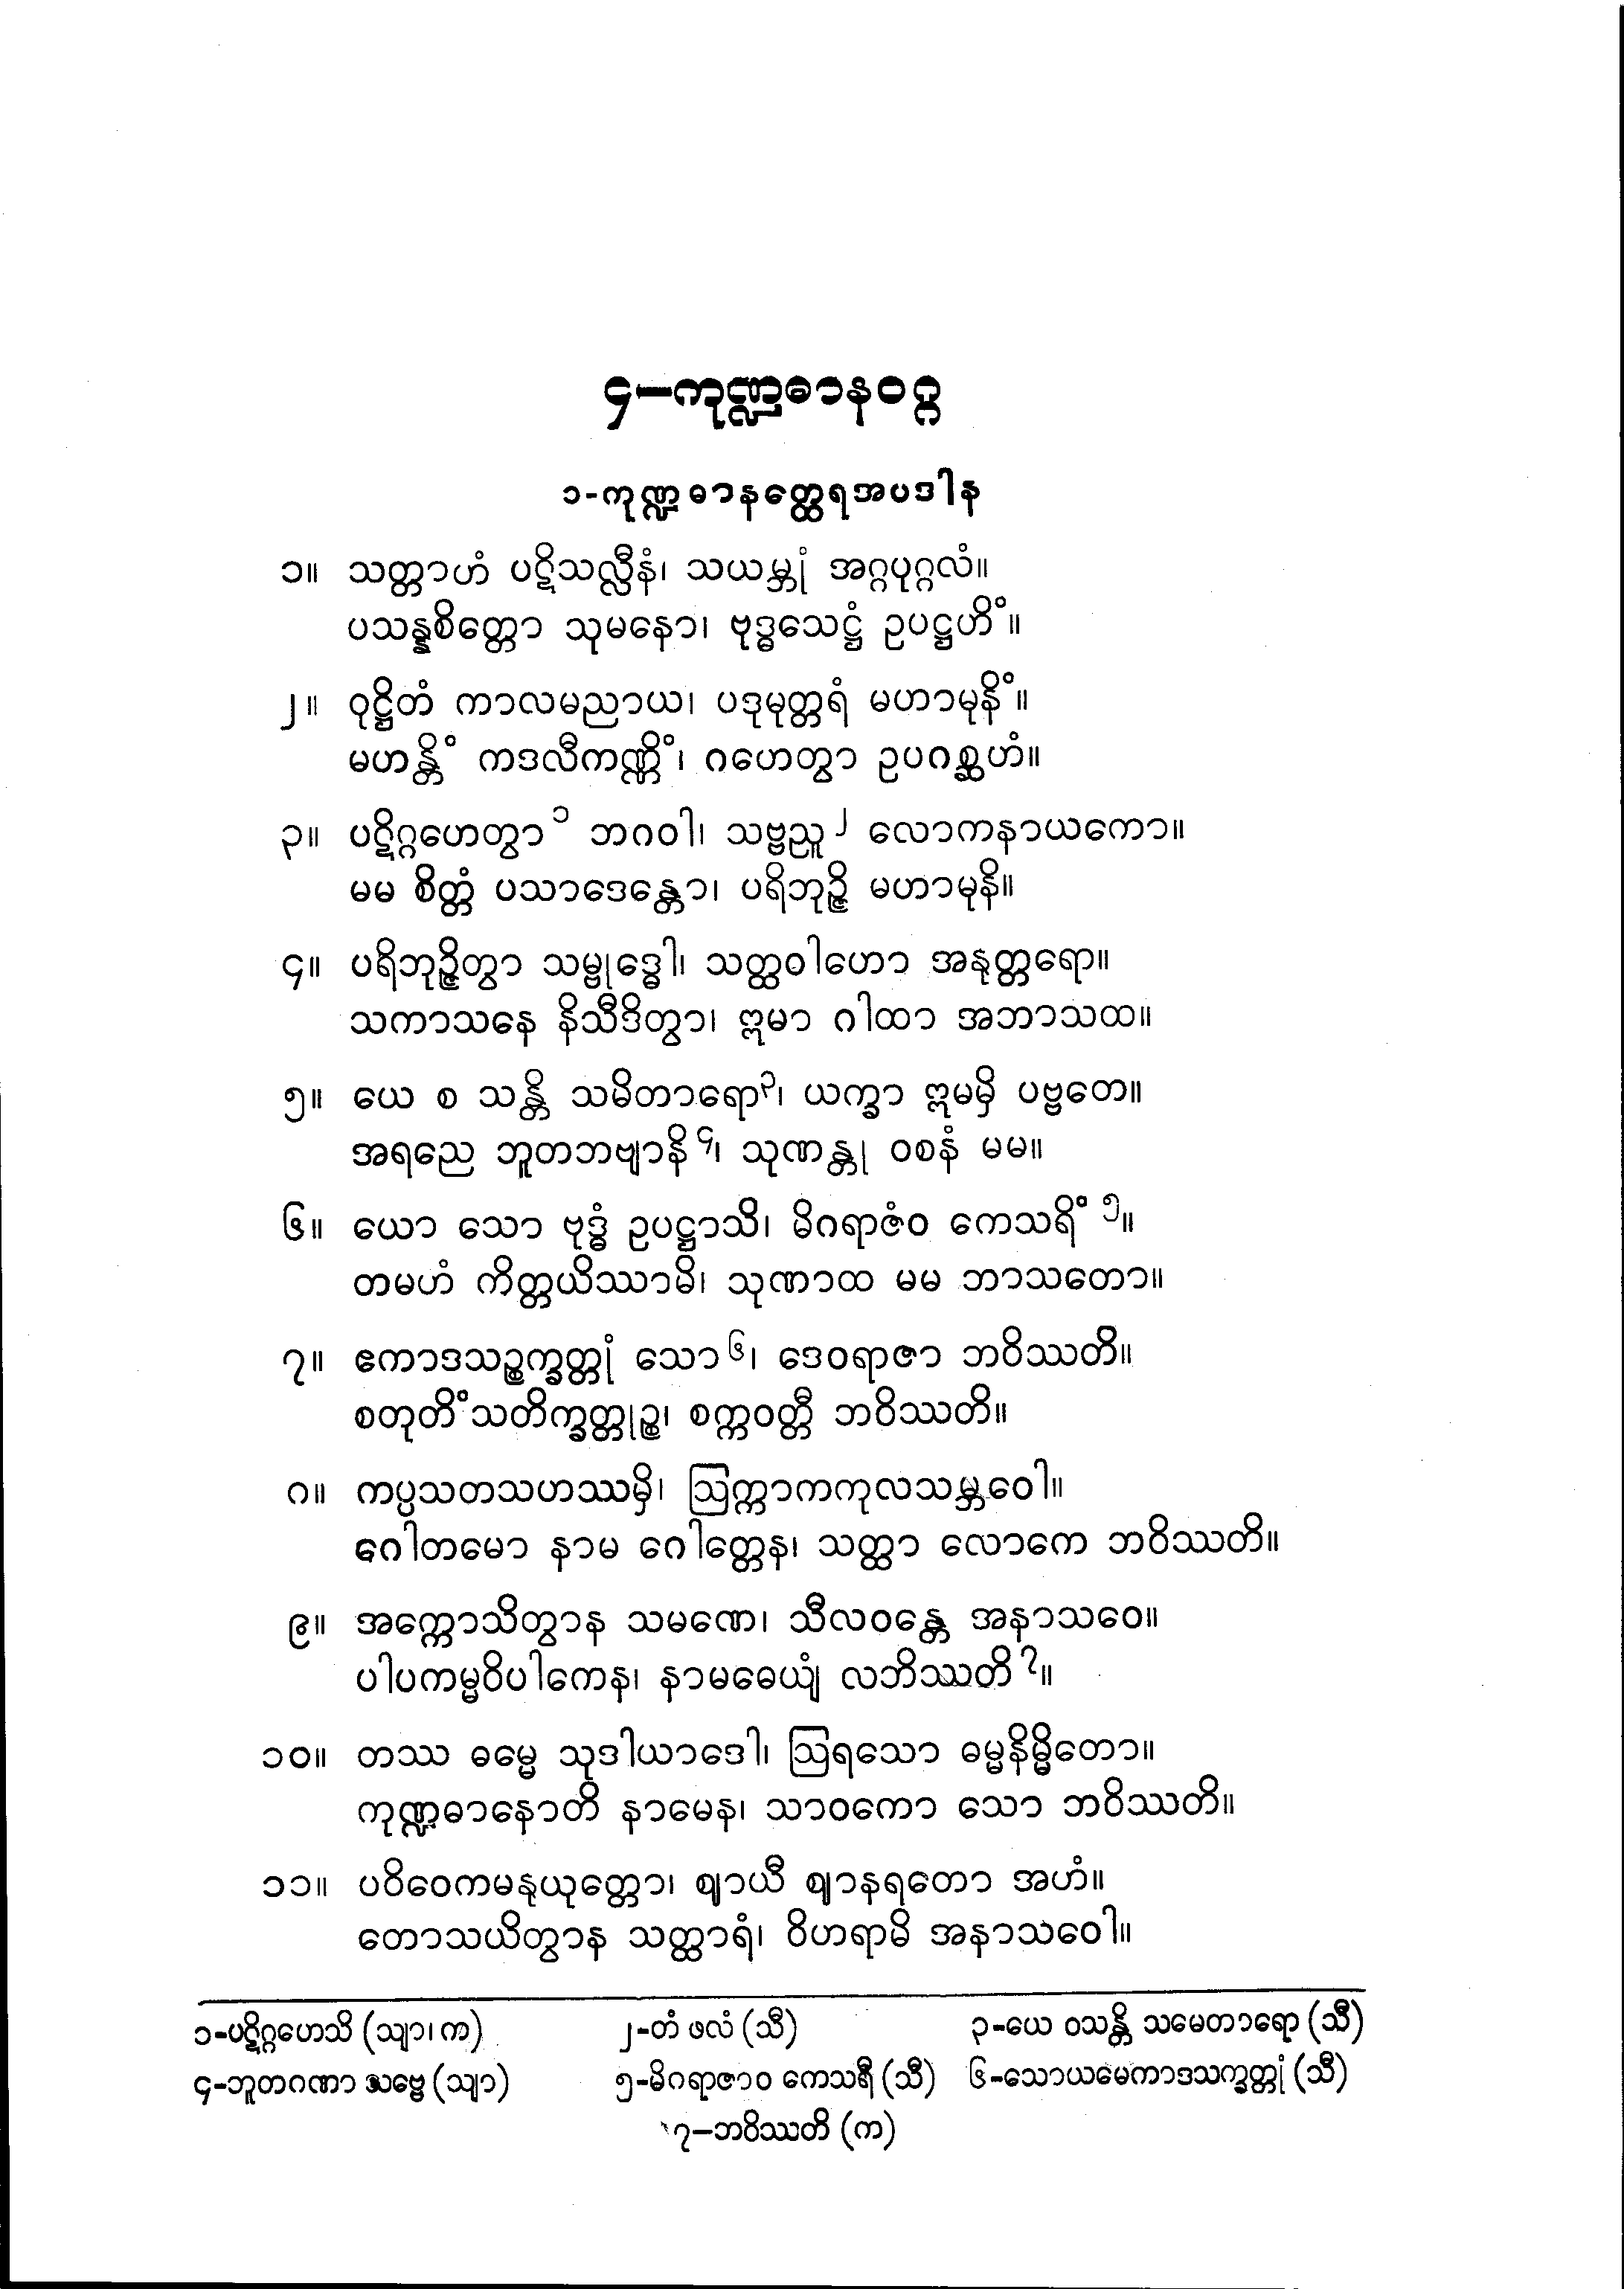 ၄–ကုဏ္ဍဓာနဝဂ္ဂ
၁-ကုဏ္ဍဓာနတ္ထေရအပဒါန
၁။ သတ္တာဟံ ပဋိသလ္လီနံ၊ သယမ္ဘုံ အဂ္ဂပုဂ္ဂလံ။
ပသန္နစိတ္တော သုမနော၊ ဗုဒ္ဓသေဋ္ဌံ ဥပဋ္ဌဟိံ။
၂။ ဝုဋ္ဌိတံ ကာလမညာယ၊ ပဒုမုတ္တရံ မဟာမုနိံ။
မဟန္တိံ ကဒလီကဏ္ဏိံ၊ ဂဟေတွာ ဥပဂစ္ဆဟံ။
၃။ ပဋိဂ္ဂဟေတွာ ၁ ဘဂဝါ၊ သဗ္ဗညူ ၂ လောကနာယကော။
မမ စိတ္တံ ပသာဒေန္တော၊ ပရိဘုဉ္ဇိ မဟာမုနိ။
၄။ ပရိဘုဉ္ဇိတွာ သမ္ဗုဒ္ဓေါ၊ သတ္ထဝါဟော အနုတ္တရော။
သကာသနေ နိသီဒိတွာ၊ ဣမာ ဂါထာ အဘာသထ။
၅။ ယေ စ သန္တိ သမိတာရော၃၊ ယက္ခာ ဣမမှိ ပဗ္ဗတေ။
အရညေ ဘူတဘဗျာနိ ၄၊ သုဏန္တု ဝစနံ မမ။
၆။ ယော သော ဗုဒ္ဓံ ဥပဋ္ဌာသိ၊ မိဂရာဇံဝ ကေသရိံ ၅။
တမဟံ ကိတ္တယိဿာမိ၊ သုဏာထ မမ ဘာသတော။
၇။ ဧကာဒသဉ္စက္ခတ္တုံ သော ၆၊ ဒေဝရာဇာ ဘဝိဿတိ။
စတုတိံသတိက္ခတ္တုဉ္စ၊ စက္ကဝတ္တီ ဘဝိဿတိ။
၈။ ကပ္ပသတသဟဿမှိ၊ ဩက္ကာကကုလသမ္ဘဝေါ။
ဂေါတမော နာမ ဂေါတ္တေန၊ သတ္ထာ လောကေ ဘဝိဿတိ။
၉။ အက္ကောသိတွာန သမဏေ၊ သီလဝန္တေ အနာသဝေ။
ပါပကမ္မဝိပါကေန၊ နာမဓေယျံ လဘိဿတိ ၇။
၁၀။ တဿ ဓမ္မေ သုဒါယာဒေါ၊ ဩရသော ဓမ္မနိမ္မိတော။
ကုဏ္ဍဓာနောတိ နာမေန၊ သာဝကော သော ဘဝိဿတိ။
၁၁။ ပဝိဝေကမနုယုတ္တော၊ ဈာယီ ဈာနရတော အဟံ။
တောသယိတွာန သတ္ထာရံ၊ ဝိဟရာမိ အနာသဝေါ။
၁-ပဋိဂ္ဂဟေသိ (သျာ၊ က) ၂-တံ ဖလံ (သီ) ၃-ယေ ဝသန္တိ သမေတာရော (သီ)
၄-ဘူတဂဏာ သဗ္ဗေ (သျာ) ၅-မိဂရာဇာဝ ကေသရီ (သီ) ၆-သောယမေကာဒသက္ခတ္တုံ (သီ)
၇–ဘဝိဿတိ (က)